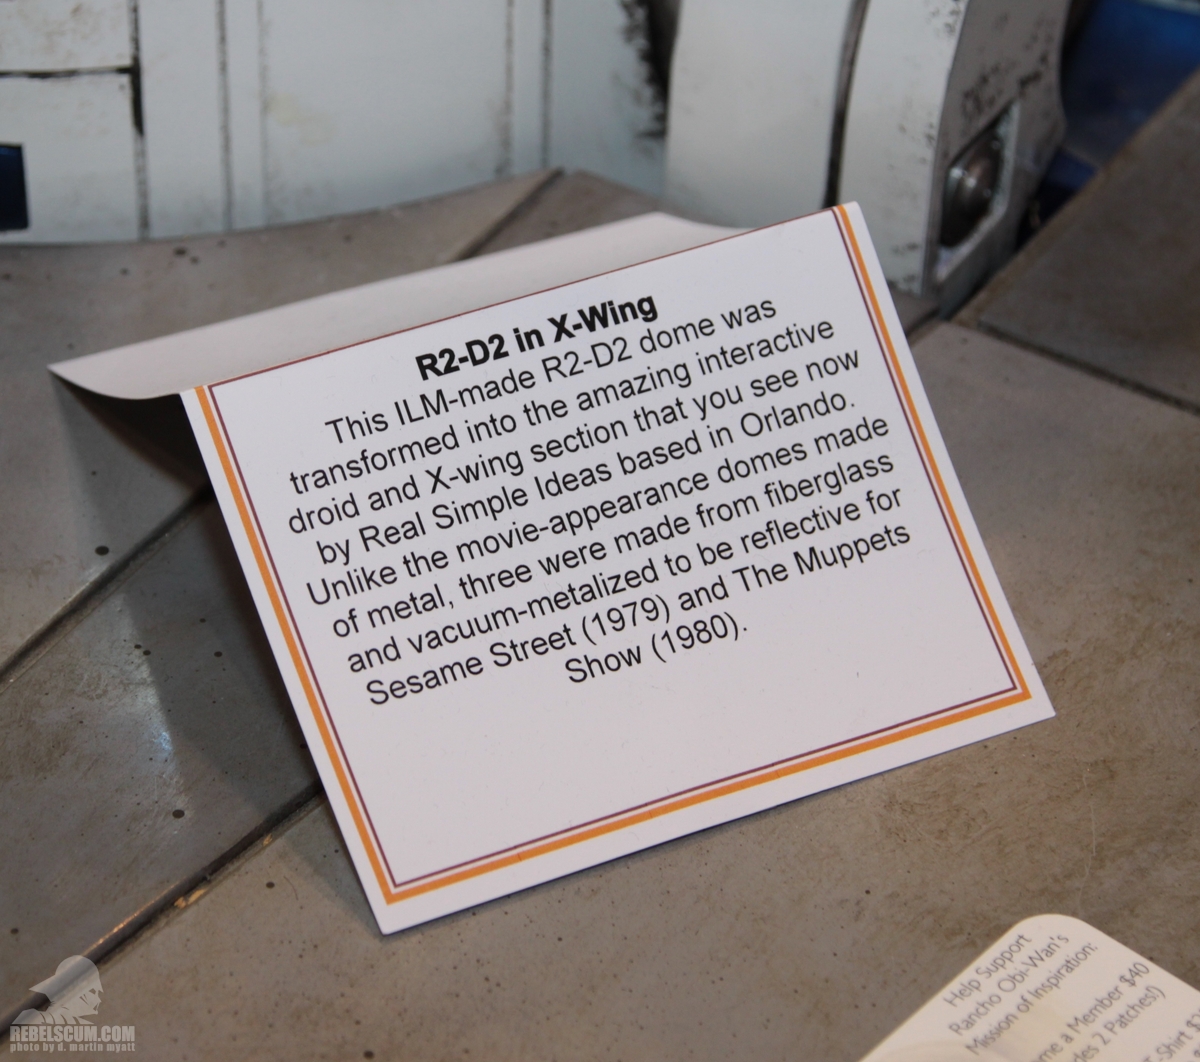 R2-D2 in X-Wing
This ILM-made R2-D2 dome was
transformed into the amazing interactive
droid and X-wing section that you see now
by Real Simple Ideas based in Orlando.
Unlike the movie-appearance domes made
of metal, three were made from fiberglass
and vacuum-metalized to be reflective for
Sesame Street (1979) and The Muppets
Show (1980).
Help Support
Rancho Obi-Wan's
Mission of Inspiration:
a Member $40
2 Patches!)
Shirt
REBELSCUM.COM
photo by d. martin myatt